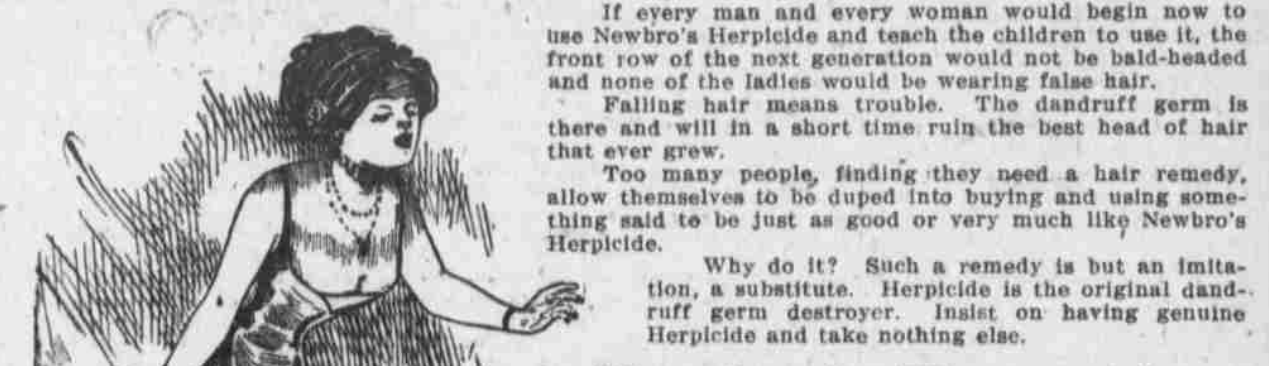 If every man and every woman would begin now to
use Newbro's Herpicide and teach the children to use it, the
front row of the next generation would not be bald-headed
and none of the ladies would be wearing false hair.
Falling hair means trouble. The dandruff germ is
there and will in a short time ruin the best head of hair
that ever grew.
Too many people, finding they need a hair remedy,
allow themselves to be duped into buying and using some-
thing said to be just as good or very much like Newbro's
Herpicide.
Why do it? Such a remedy is but an imita-
tion, a substitute. Herpicide is the original dand-
ruff germ destroyer. Insist on having genuine
Herpicide and take nothing else.